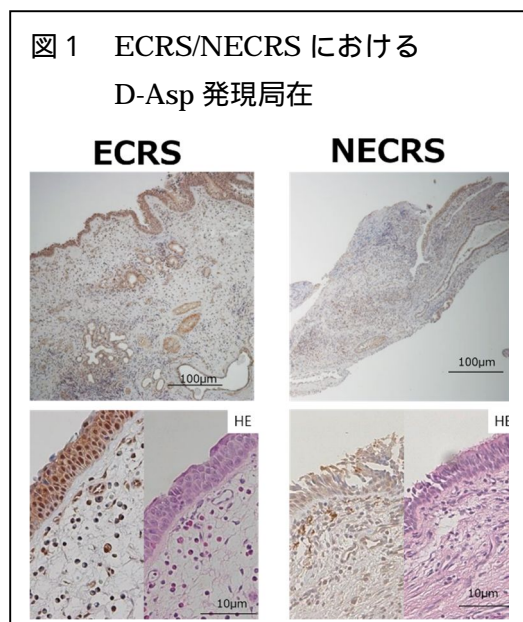 図 1 ECRS/NECRS における
D-Asp 発現局在
ECRS NECRS
100μm 100μm
HE HE
10μm 10μm